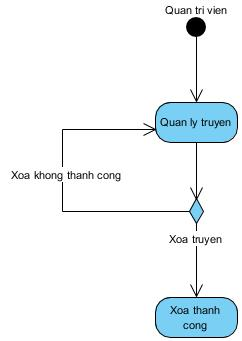 Quan tri vien
Quan ly truyen
Xoa khong thanh cong
Xoa truyen
Xoa thanh
cong